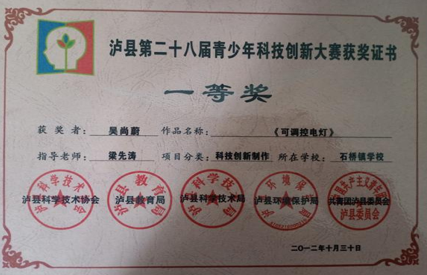 泸县第二十八届青少年科技创新大赛获奖证书
一等奖
获奖者：吴尚蔚 作品名称：《可调控电灯》
指导老师：梁先涛 项目分类：科技创新制作 所在学校：石桥镇学校
泸县科学技术协会 泸县教育局 泸县科学技术局 泸县环境保护局 共青团泸县委员会
二〇一二年十月三十日